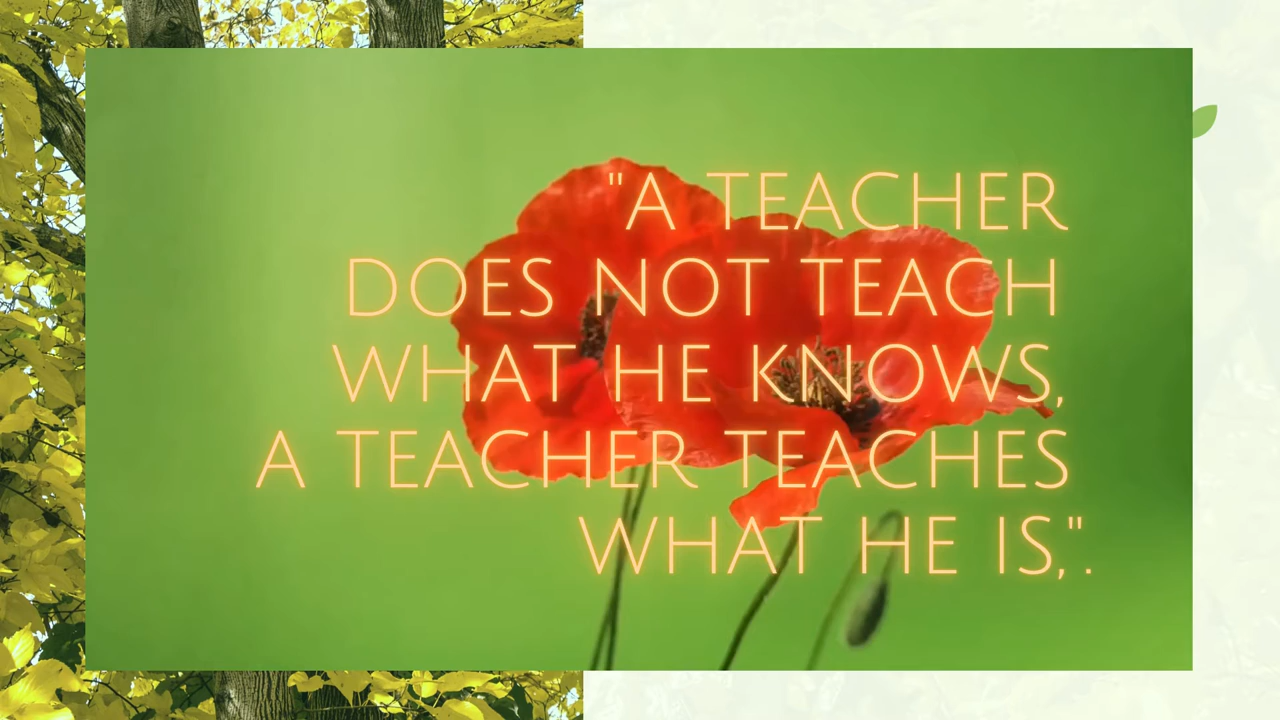 "A TEACHER
DOES NOT TEACH
WHAT HE KNOWS,
A TEACHER TEACHES
WHAT HE IS,".